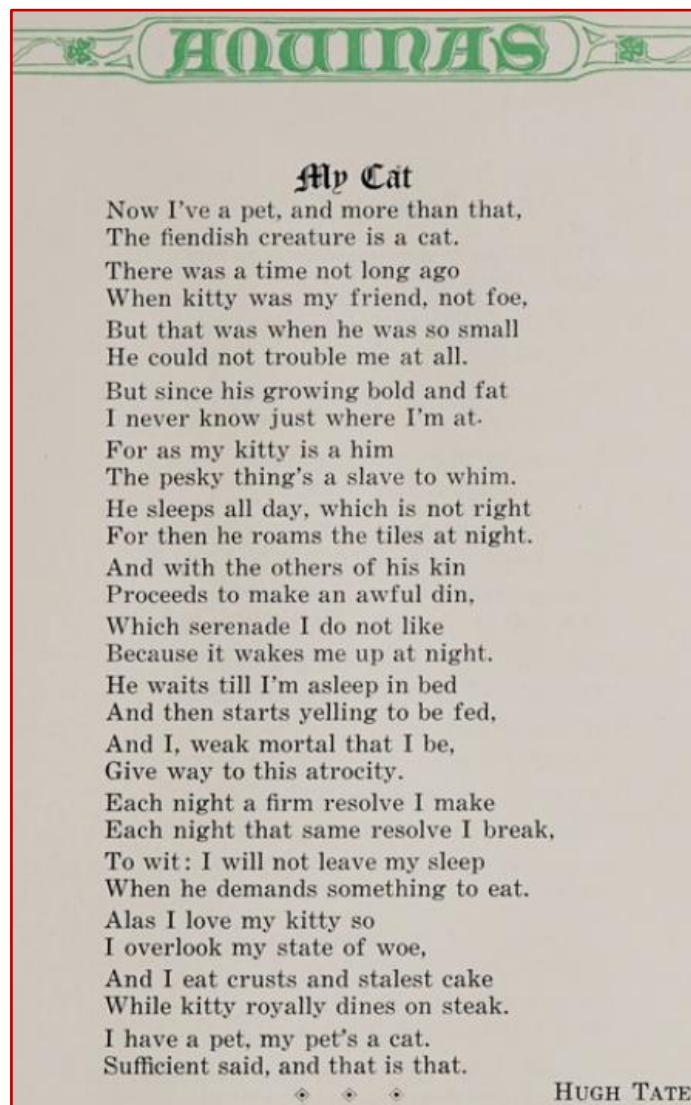 AQUINAS
My Cat
Now I've a pet, and more than that,
The fiendish creature is a cat.
There was a time not long ago
When kitty was my friend, not foe,
But that was when he was so small
He could not trouble me at all.
But since his growing bold and fat
I never know just where I'm at.
For as my kitty is a him
The pesky thing's a slave to whim.
He sleeps all day, which is not right
For then he roams the tiles at night.
And with the others of his kin
Proceeds to make an awful din,
Which serenade I do not like
Because it wakes me up at night.
He waits till I'm asleep in bed
And then starts yelling to be fed,
And I, weak mortal that I be,
Give way to this atrocity.
Each night a firm resolve I make
Each night that same resolve I break,
To wit: I will not leave my sleep
When he demands something to eat.
Alas I love my kitty so
I overlook my state of woe,
And I eat crusts and stalest cake
While kitty royally dines on steak.
I have a pet, my pet's a cat.
Sufficient said, and that is that.
HUGH TATE